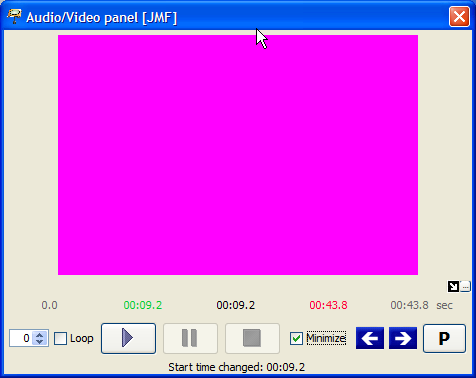 Audio/Video panel [JMF]
...
0.0 00:09.2 00:09.2 00:43.8 00:43.8 sec
0 Loop Minimize P
Start time changed: 00:09.2